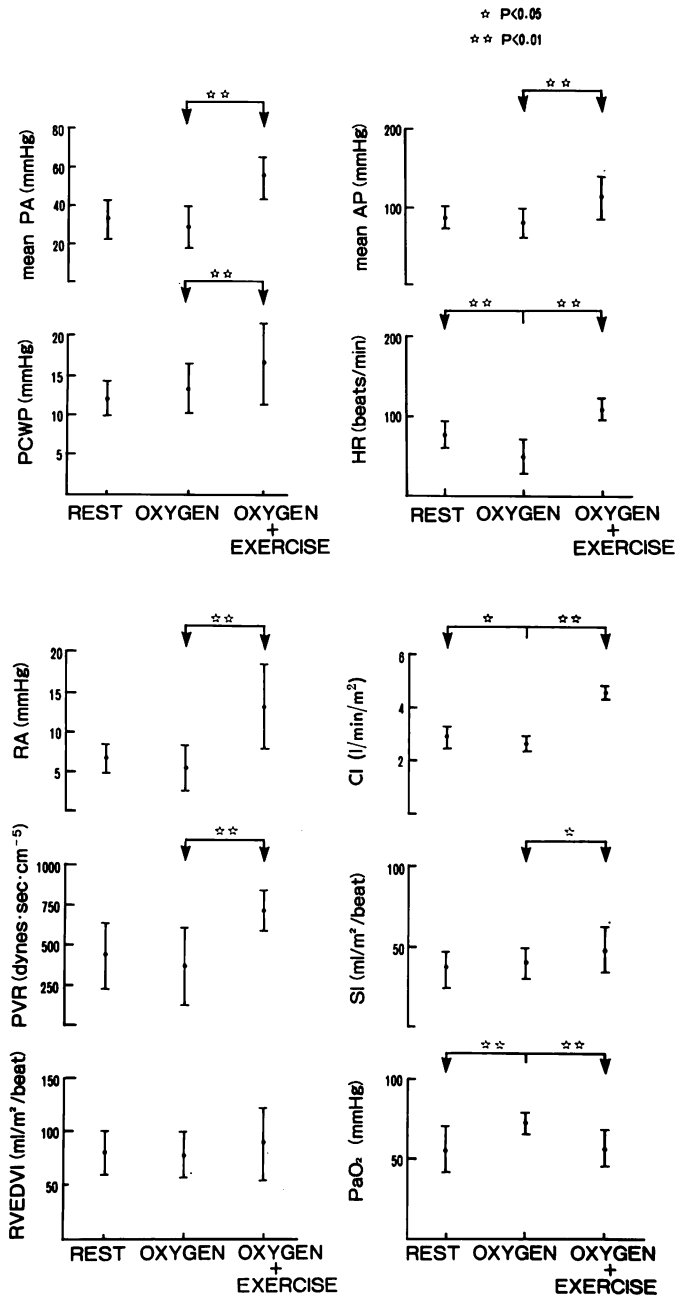 ☆ P<0.05
☆☆ P<0.01
☆☆
80
60
40
20
mean PA (mmHg)
☆☆
200
100
mean AP (mmHg)
☆☆
20
15
10
5
PCWP (mmHg)
☆☆ ☆☆
200
100
HR (beats/min)
REST OXYGEN OXYGEN
+
EXERCISE
REST OXYGEN OXYGEN
+
EXERCISE
☆☆
20
15
10
5
RA (mmHg)
☆ ☆☆
6
4
2
CI (l/min/m²)
☆☆
1000
750
500
250
PVR (dynes·sec·cm⁻⁵)
☆
100
50
SI (ml/m²/beat)
150
100
50
RVEDVI (ml/m²/beat)
☆☆ ☆☆
100
50
PaO₂ (mmHg)
REST OXYGEN OXYGEN
+
EXERCISE
REST OXYGEN OXYGEN
+
EXERCISE